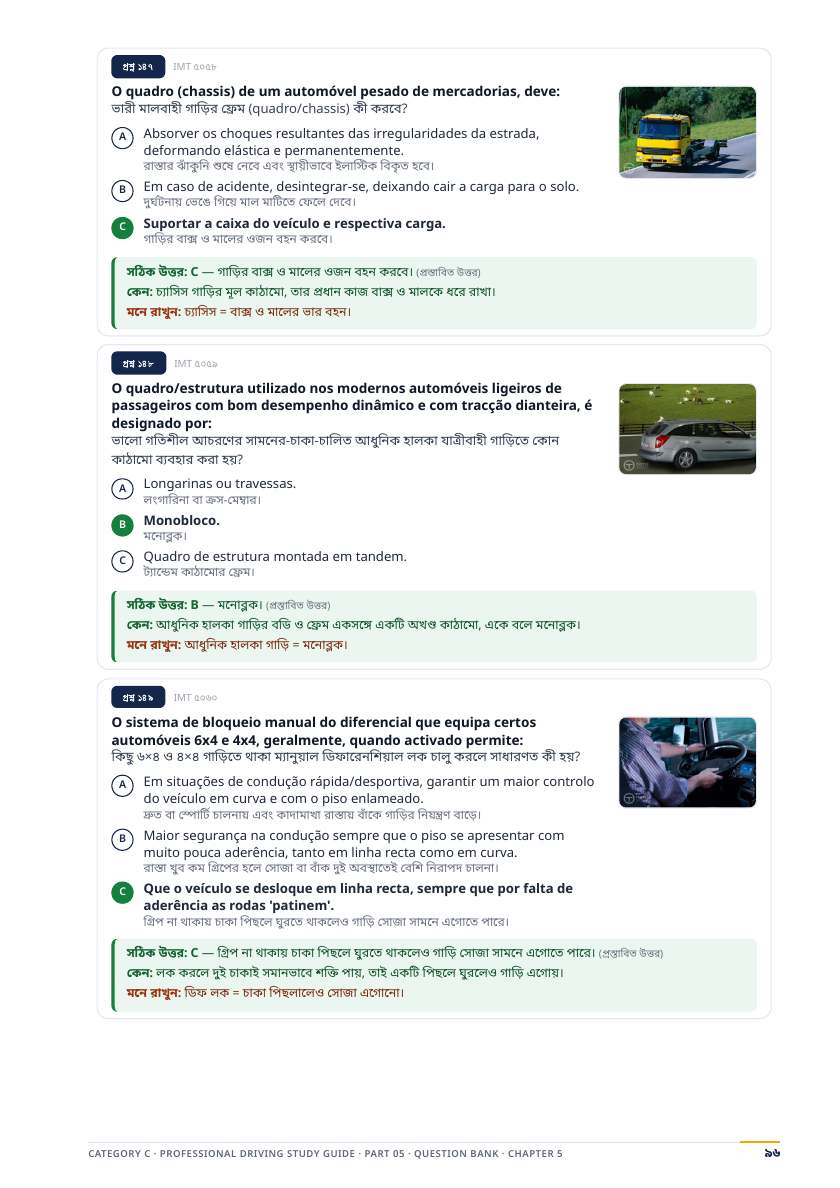 প্রশ্ন ১৪৭ IMT ৫০৫৮
O quadro (chassis) de um automóvel pesado de mercadorias, deve:
ভারী মালবাহী গাড়ির ফ্রেম (quadro/chassis) কী করবে?
A Absorver os choques resultantes das irregularidades da estrada,
deformando elástica e permanentemente.
রাস্তার ঝাঁকুনি শুষে নেবে এবং স্থায়ীভাবে ইলাস্টিক বিকৃত হবে।
B Em caso de acidente, desintegrar-se, deixando cair a carga para o solo.
দুর্ঘটনায় ভেঙে গিয়ে মাল মাটিতে ফেলে দেবে।
C Suportar a caixa do veículo e respectiva carga.
গাড়ির বাক্স ও মালের ওজন বহন করবে।
সঠিক উত্তর: C — গাড়ির বাক্স ও মালের ওজন বহন করবে। (প্রস্তাবিত উত্তর)
কেন: চ্যাসিস গাড়ির মূল কাঠামো, তার প্রধান কাজ বাক্স ও মালকে ধরে রাখা।
মনে রাখুন: চ্যাসিস = বাক্স ও মালের ভার বহন।
প্রশ্ন ১৪৮ IMT ৫০৫৯
O quadro/estrutura utilizado nos modernos automóveis ligeiros de
passageiros com bom desempenho dinâmico e com tracção dianteira, é
designado por:
ভালো গতিশীল আচরণের সামনের-চাকা-চালিত আধুনিক হালকা যাত্রীবাহী গাড়িতে কোন
কাঠামো ব্যবহার করা হয়?
A Longarinas ou travessas.
লংগারিনা বা ক্রস-মেম্বার।
B Monobloco.
মনোব্লক।
C Quadro de estrutura montada em tandem.
ট্যান্ডেম কাঠামোর ফ্রেম।
সঠিক উত্তর: B — মনোব্লক। (প্রস্তাবিত উত্তর)
কেন: আধুনিক হালকা গাড়ির বডি ও ফ্রেম একসঙ্গে একটি অখণ্ড কাঠামো, একে বলে মনোব্লক।
মনে রাখুন: আধুনিক হালকা গাড়ি = মনোব্লক।
প্রশ্ন ১৪৯ IMT ৫০৬০
O sistema de bloqueio manual do diferencial que equipa certos
automóveis 6x4 e 4x4, geralmente, quando activado permite:
কিছু ৬×৪ ও ৪×৪ গাড়িতে থাকা ম্যানুয়াল ডিফারেনশিয়াল লক চালু করলে সাধারণত কী হয়?
A Em situações de condução rápida/desportiva, garantir um maior controlo
do veículo em curva e com o piso enlameado.
দ্রুত বা স্পোর্টি চালনায় এবং কাদামাখা রাস্তায় বাঁকে গাড়ির নিয়ন্ত্রণ বাড়ে।
B Maior segurança na condução sempre que o piso se apresentar com
muito pouca aderência, tanto em linha recta como em curva.
রাস্তা খুব কম গ্রিপের হলে সোজা বা বাঁক দুই অবস্থাতেই বেশি নিরাপদ চালনা।
C Que o veículo se desloque em linha recta, sempre que por falta de
aderência as rodas 'patinem'.
গ্রিপ না থাকায় চাকা পিছলে ঘুরতে থাকলেও গাড়ি সোজা সামনে এগোতে পারে।
সঠিক উত্তর: C — গ্রিপ না থাকায় চাকা পিছলে ঘুরতে থাকলেও গাড়ি সোজা সামনে এগোতে পারে। (প্রস্তাবিত উত্তর)
কেন: লক করলে দুই চাকাই সমানভাবে শক্তি পায়, তাই একটি পিছলে ঘুরলেও গাড়ি এগোয়।
মনে রাখুন: ডিফ লক = চাকা পিছলালেও সোজা এগোনো।
CATEGORY C · PROFESSIONAL DRIVING STUDY GUIDE · PART 05 · QUESTION BANK · CHAPTER 5 ৯৬